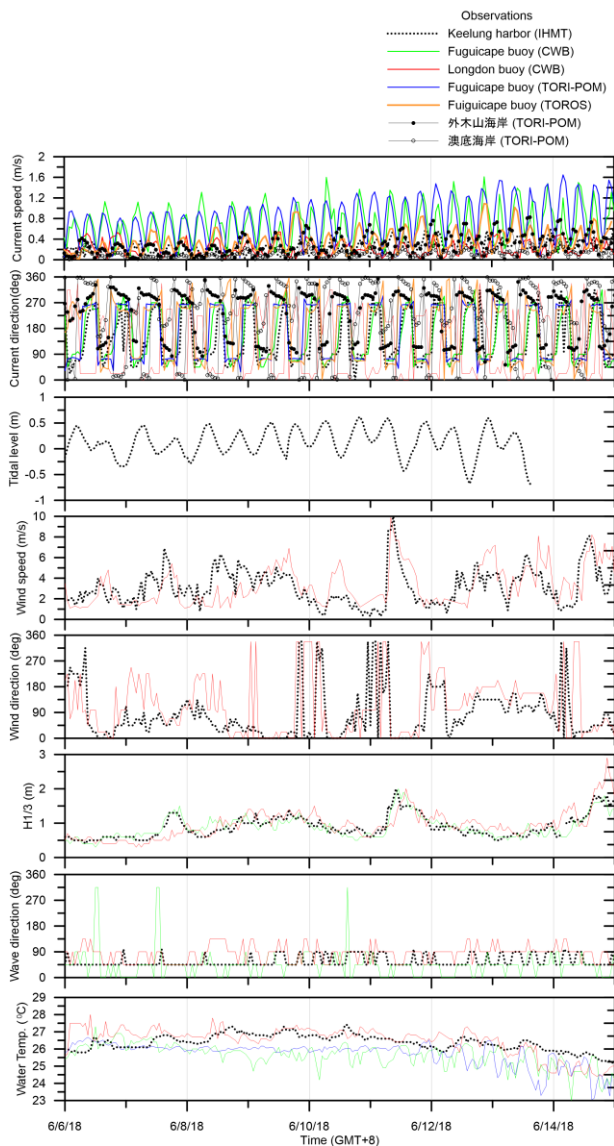 Observations
Keelung harbor (IHMT)
Fuguicape buoy (CWB)
Longdon buoy (CWB)
Fuguicape buoy (TORI-POM)
Fuiguicape buoy (TOROS)
外木山海岸 (TORI-POM)
澳底海岸 (TORI-POM)
Current speed (m/s)
2
1.6
1.2
0.8
0.4
0
Current direction(deg)
360
270
180
90
0
Tidal level (m)
1
0.5
0.0
-0.5
-1
Wind speed (m/s)
10
8
6
4
2
0
Wind direction (deg)
360
270
180
90
0
H1/3 (m)
3
2
1
0
Wave direction (deg)
360
270
180
90
0
Water Temp. (°C)
29
28
27
26
25
24
23
6/6/18 6/8/18 6/10/18 6/12/18 6/14/18
Time (GMT+8)